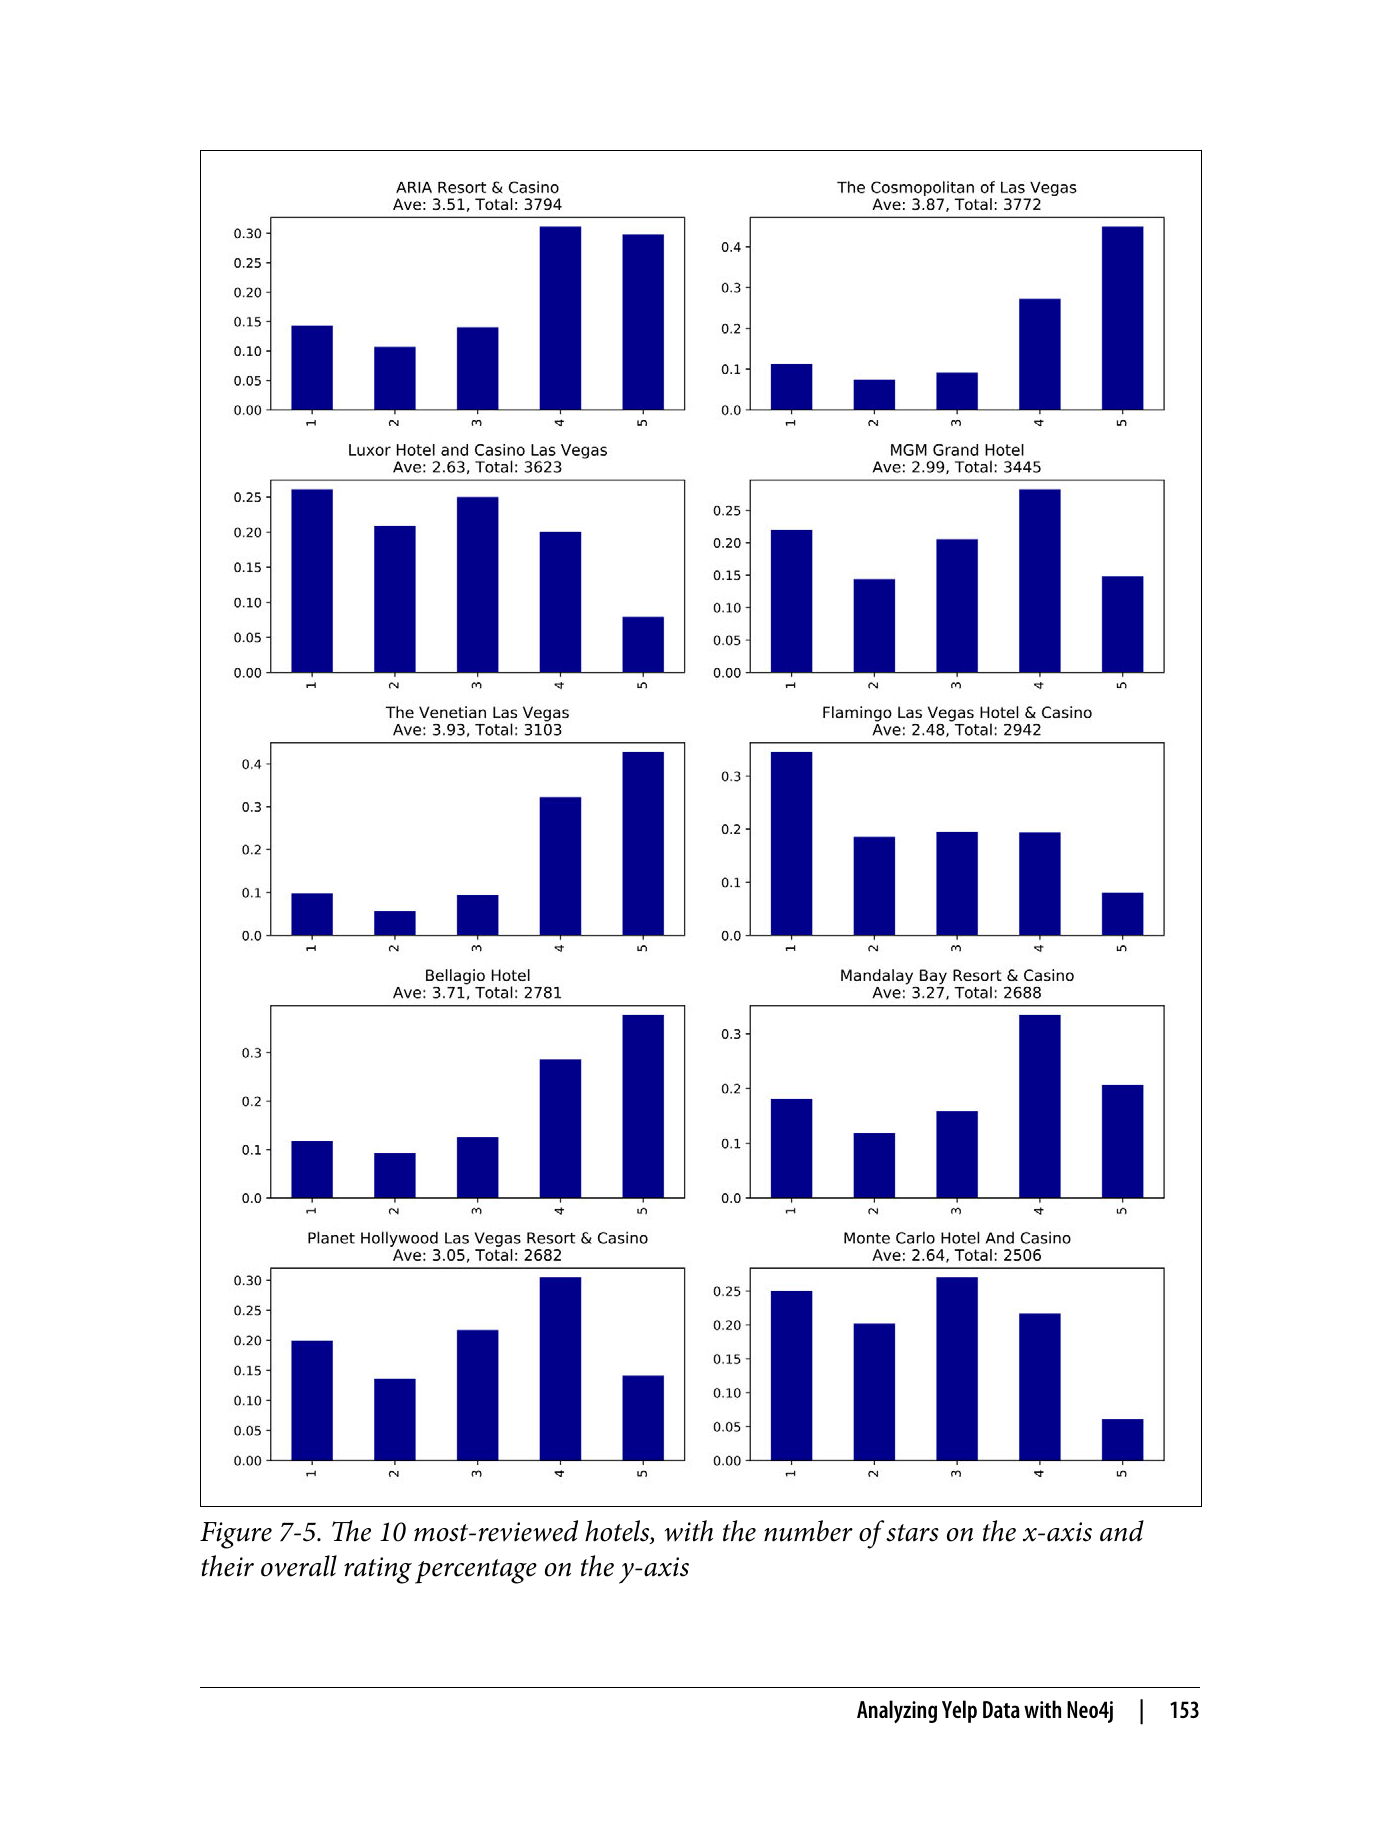 ARIA Resort & Casino
Ave: 3.51, Total: 3794
0.30
0.25
0.20
0.15
0.10
0.05
0.00
1 2 3 4 5
The Cosmopolitan of Las Vegas
Ave: 3.87, Total: 3772
0.4
0.3
0.2
0.1
0.0
1 2 3 4 5
Luxor Hotel and Casino Las Vegas
Ave: 2.63, Total: 3623
0.25
0.20
0.15
0.10
0.05
0.00
1 2 3 4 5
MGM Grand Hotel
Ave: 2.99, Total: 3445
0.25
0.20
0.15
0.10
0.05
0.00
1 2 3 4 5
The Venetian Las Vegas
Ave: 3.93, Total: 3103
0.4
0.3
0.2
0.1
0.0
1 2 3 4 5
Flamingo Las Vegas Hotel & Casino
Ave: 2.48, Total: 2942
0.3
0.2
0.1
0.0
1 2 3 4 5
Bellagio Hotel
Ave: 3.71, Total: 2781
0.3
0.2
0.1
0.0
1 2 3 4 5
Mandalay Bay Resort & Casino
Ave: 3.27, Total: 2688
0.3
0.2
0.1
0.0
1 2 3 4 5
Planet Hollywood Las Vegas Resort & Casino
Ave: 3.05, Total: 2682
0.30
0.25
0.20
0.15
0.10
0.05
0.00
1 2 3 4 5
Monte Carlo Hotel And Casino
Ave: 2.64, Total: 2506
0.25
0.20
0.15
0.10
0.05
0.00
1 2 3 4 5
Figure 7-5. The 10 most-reviewed hotels, with the number of stars on the x-axis and
their overall rating percentage on the y-axis
Analyzing Yelp Data with Neo4j | 153